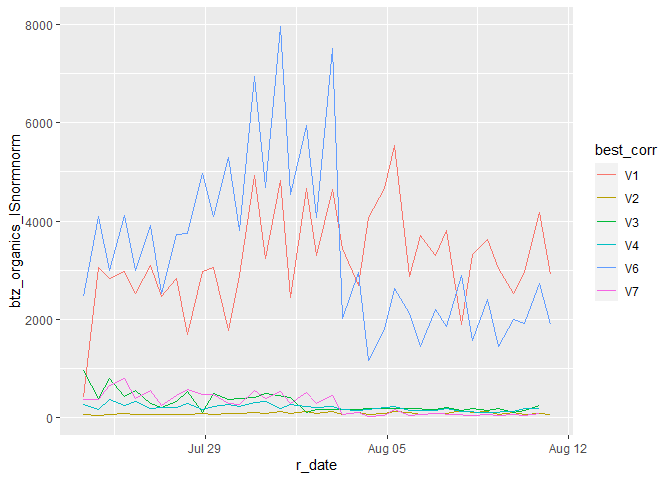 8000
6000
4000
2000
0
btz_organics_ISnormnorm
Jul 29
Aug 05
Aug 12
r_date
best_corr
V1
V2
V3
V4
V6
V7